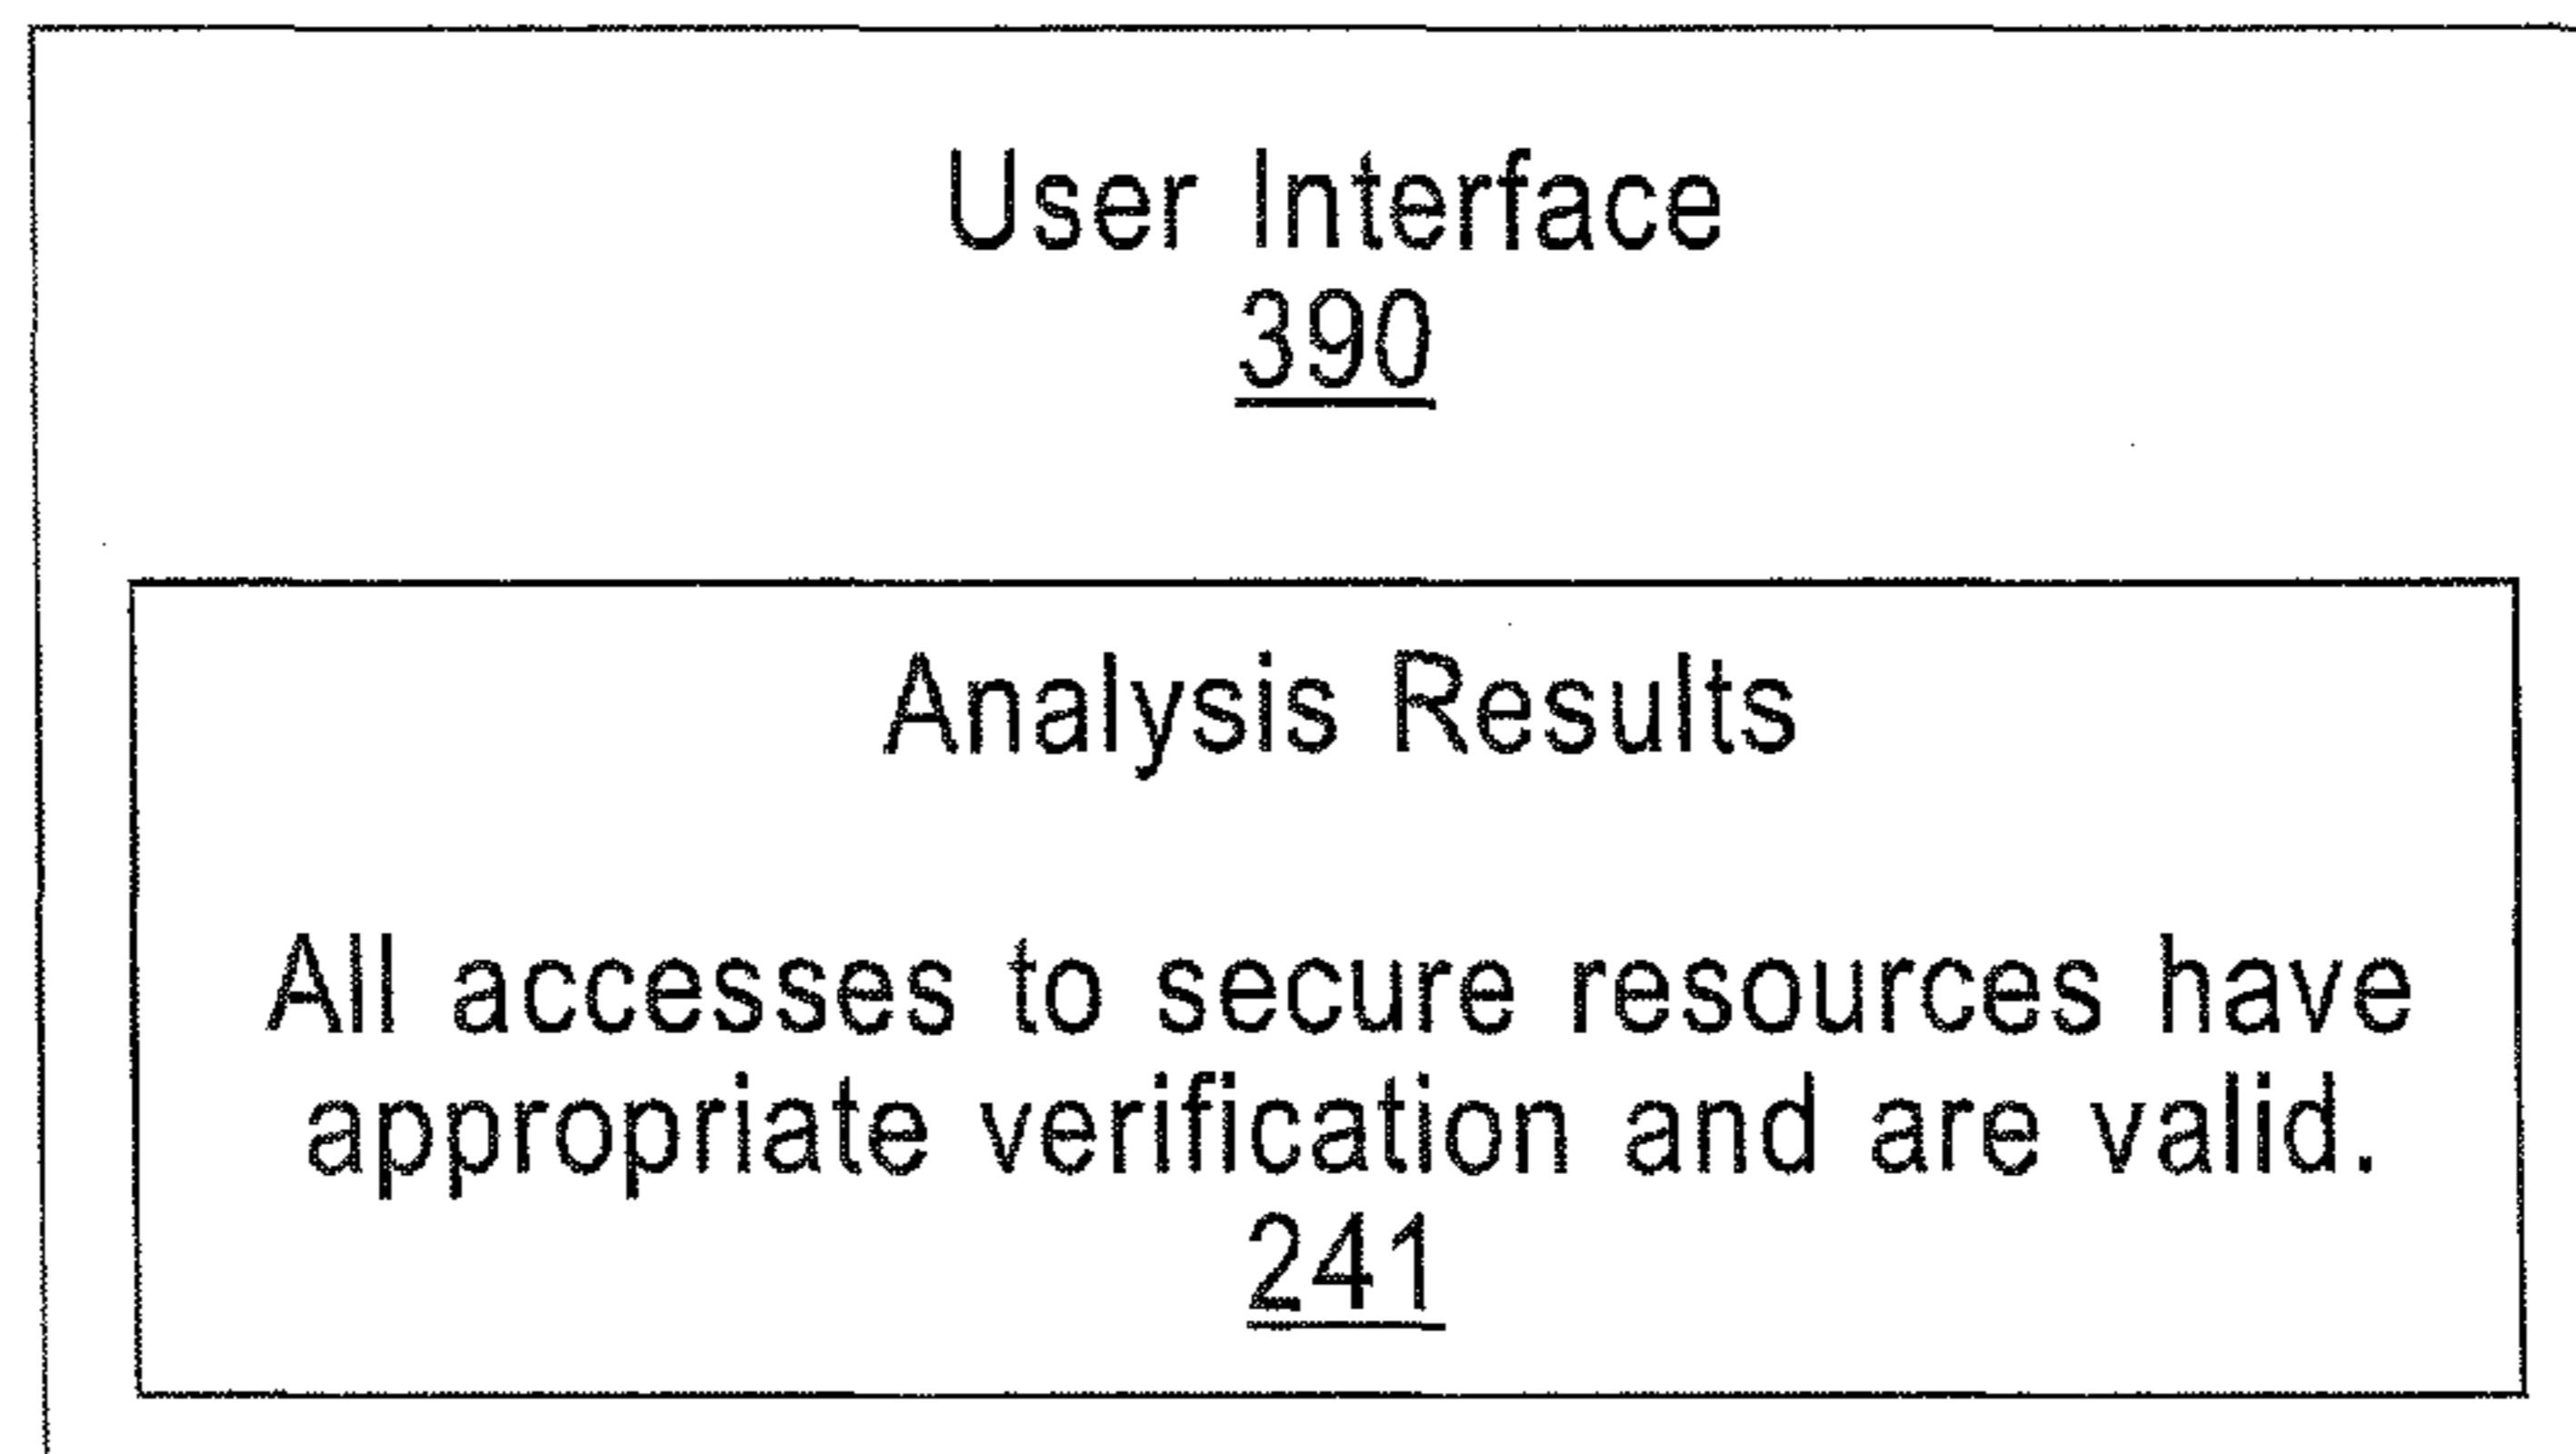 User Interface
390
Analysis Results
All accesses to secure resources have
appropriate verification and are valid.
241